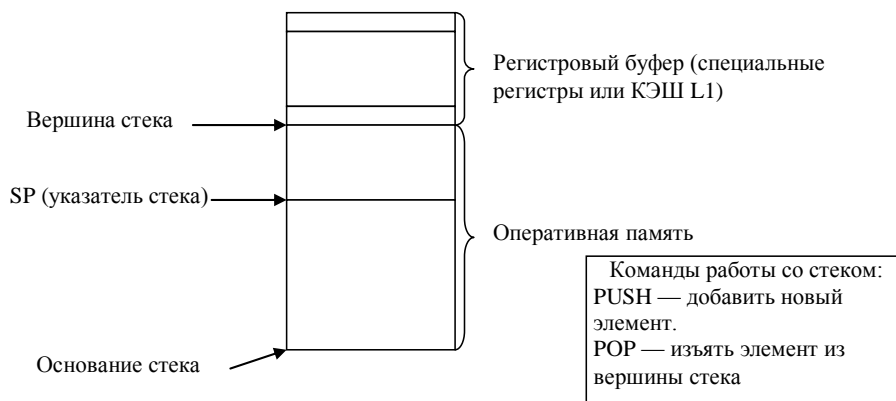 Регистровый буфер (специальные
регистры или КЭШ L1)
Вершина стека
SP (указатель стека)
Оперативная память
Команды работы со стеком:
PUSH — добавить новый
элемент.
POP — изъять элемент из
вершины стека
Основание стека